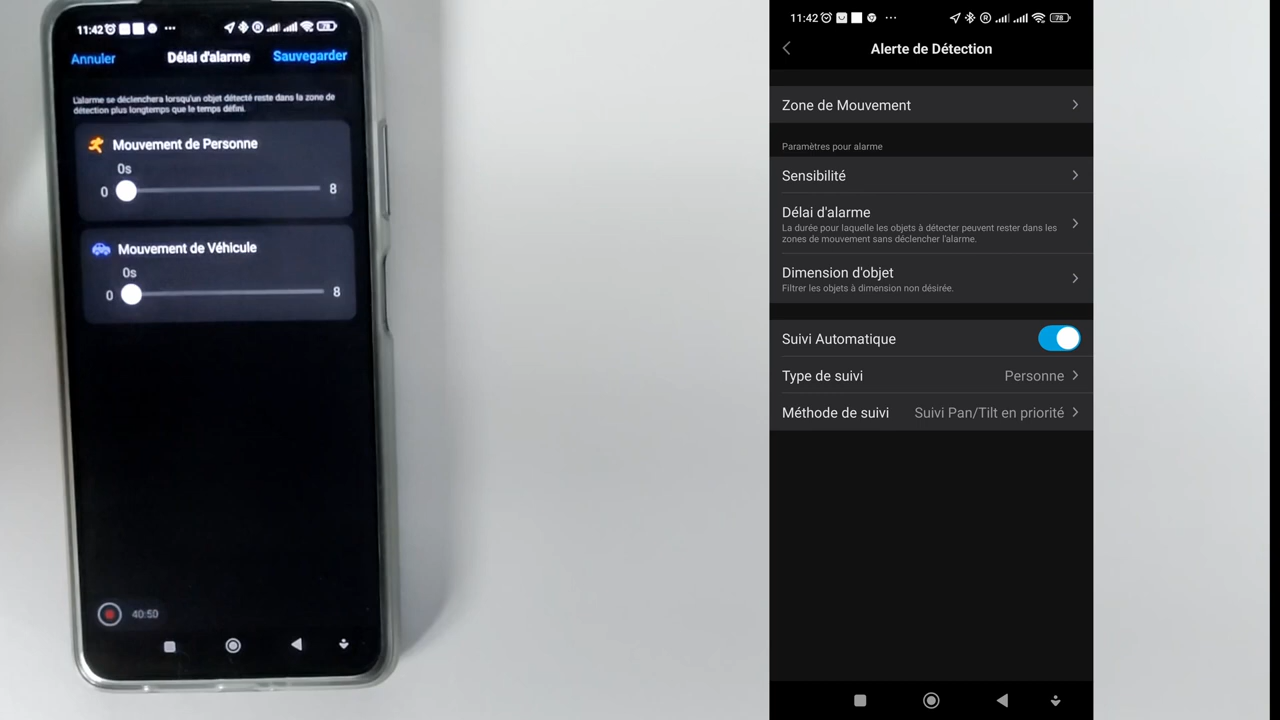 11:42
Annuler
Délai d'alarme
Sauvegarder
L'alarme se déclenchera lorsqu'un objet détecté reste dans la zone de
détection plus longtemps que le temps défini.
Mouvement de Personne
0s
0
8
Mouvement de Véhicule
0s
0
8
40:50
11:42
78
Alerte de Détection
Zone de Mouvement
Paramètres pour alarme
Sensibilité
Délai d'alarme
La durée pour laquelle les objets à détecter peuvent rester dans les
zones de mouvement sans déclencher l'alarme.
Dimension d'objet
Filtrer les objets à dimension non désirée.
Suivi Automatique
Type de suivi Personne
Méthode de suivi Suivi Pan/Tilt en priorité